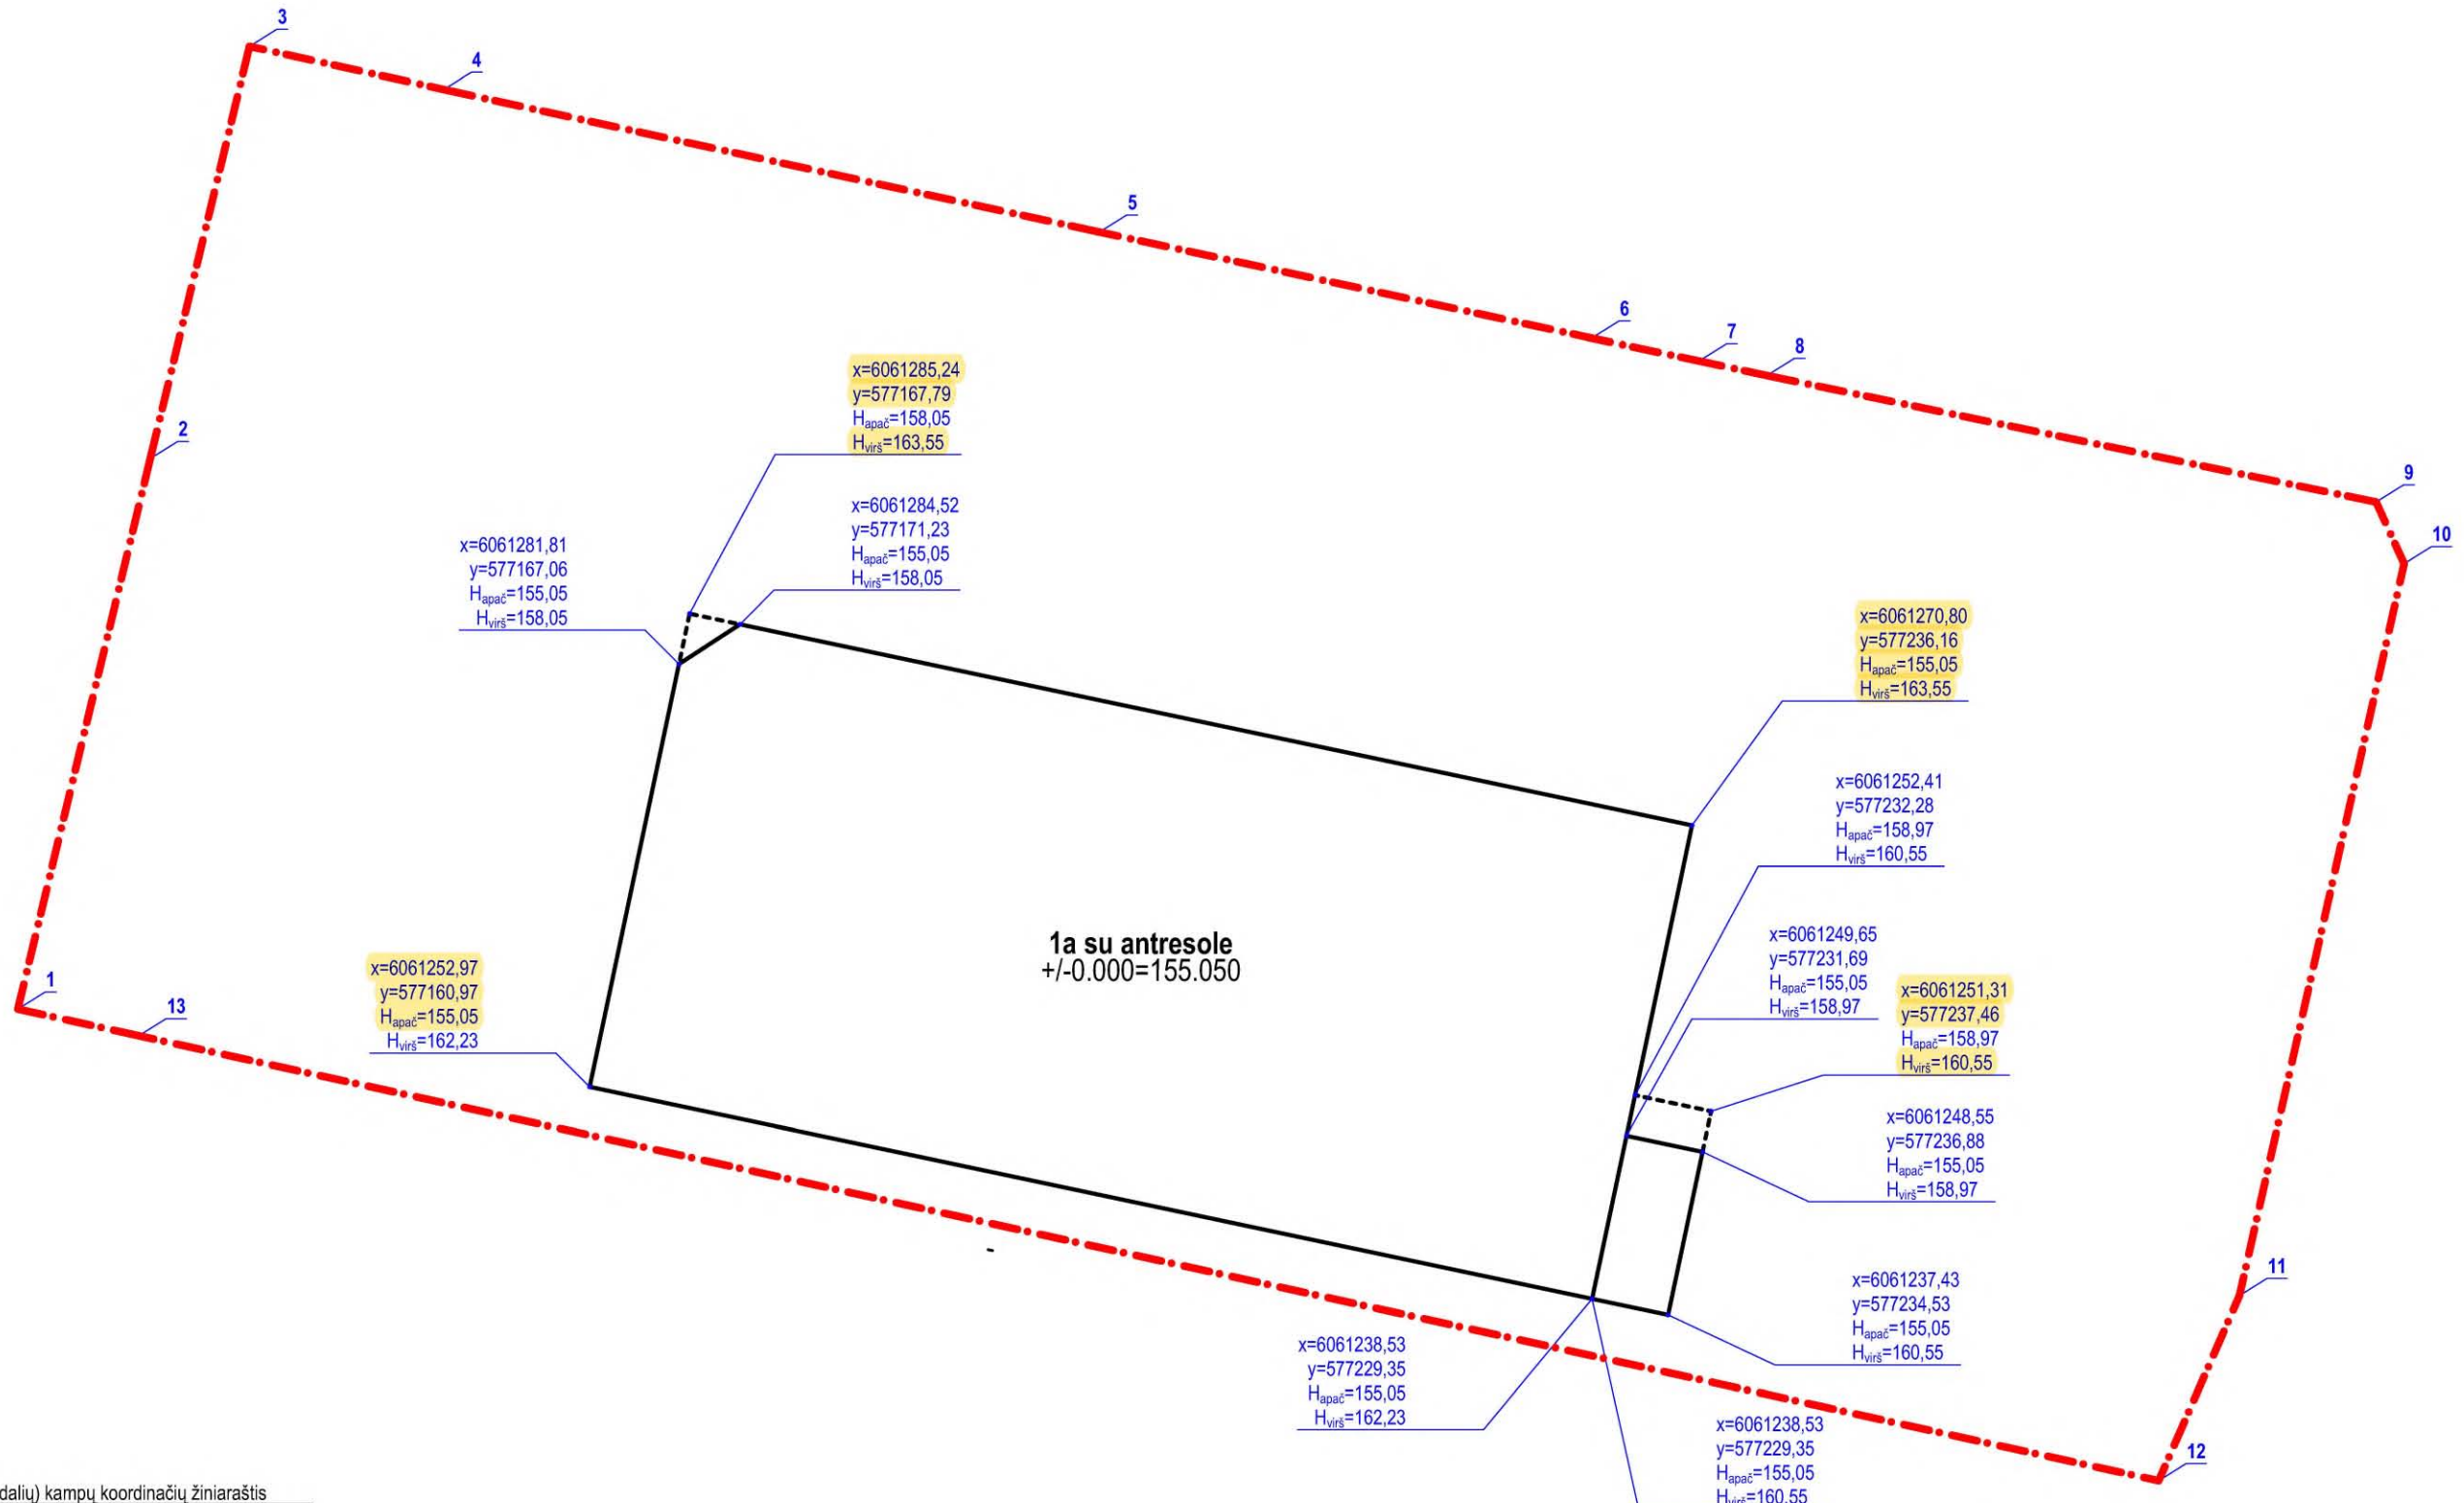 3
4
5
6
7
8
9
10
2
x=6061285,24
y=577167,79
Hapač=158,05
Hvirš=163,55
x=6061284,52
y=577171,23
Hapač=155,05
Hvirš=158,05
x=6061281,81
y=577167,06
Hapač=155,05
Hvirš=158,05
x=6061270,80
y=577236,16
Hapač=155,05
Hvirš=163,55
x=6061252,41
y=577232,28
Hapač=158,97
Hvirš=160,55
x=6061249,65
y=577231,69
Hapač=155,05
Hvirš=158,97
x=6061251,31
y=577237,46
Hapač=158,97
Hvirš=160,55
1a su antresole
+/-0.000=155.050
x=6061252,97
y=577160,97
Hapač=155,05
Hvirš=162,23
1
13
x=6061248,55
y=577236,88
Hapač=155,05
Hvirš=158,97
11
x=6061237,43
y=577234,53
Hapač=155,05
Hvirš=160,55
x=6061238,53
y=577229,35
Hapač=155,05
Hvirš=162,23
x=6061238,53
y=577229,35
Hapač=155,05
Hvirš=160,55
12
dalių) kampų koordinačių žiniaraštis